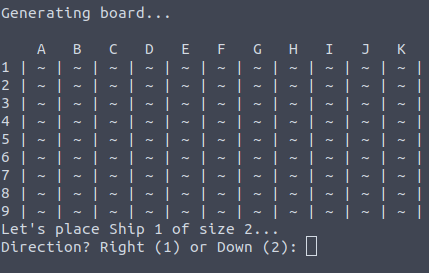 Generating board...
    A   B   C   D   E   F   G   H   I   J   K
1 | ~ | ~ | ~ | ~ | ~ | ~ | ~ | ~ | ~ | ~ | ~ |
2 | ~ | ~ | ~ | ~ | ~ | ~ | ~ | ~ | ~ | ~ | ~ |
3 | ~ | ~ | ~ | ~ | ~ | ~ | ~ | ~ | ~ | ~ | ~ |
4 | ~ | ~ | ~ | ~ | ~ | ~ | ~ | ~ | ~ | ~ | ~ |
5 | ~ | ~ | ~ | ~ | ~ | ~ | ~ | ~ | ~ | ~ | ~ |
6 | ~ | ~ | ~ | ~ | ~ | ~ | ~ | ~ | ~ | ~ | ~ |
7 | ~ | ~ | ~ | ~ | ~ | ~ | ~ | ~ | ~ | ~ | ~ |
8 | ~ | ~ | ~ | ~ | ~ | ~ | ~ | ~ | ~ | ~ | ~ |
9 | ~ | ~ | ~ | ~ | ~ | ~ | ~ | ~ | ~ | ~ | ~ |
Let's place Ship 1 of size 2...
Direction? Right (1) or Down (2):